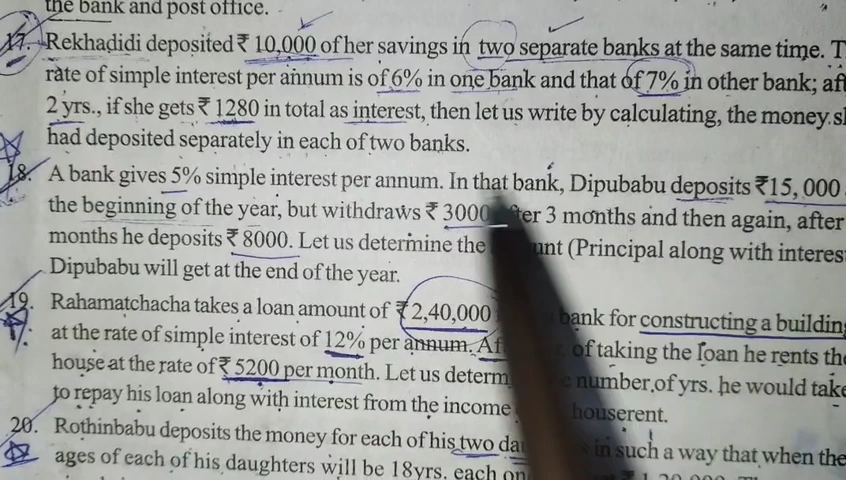 the bank and post office.
17. Rekhadidi deposited ₹ 10,000 of her savings in two separate banks at the same time. T
rate of simple interest per annum is of 6% in one bank and that of 7% in other bank; aft
2 yrs., if she gets ₹ 1280 in total as interest, then let us write by calculating, the money s
had deposited separately in each of two banks.
18. A bank gives 5% simple interest per annum. In that bank, Dipubabu deposits ₹15, 000
the beginning of the year, but withdraws ₹ 3000 after 3 months and then again, after
months he deposits ₹ 8000. Let us determine the unt (Principal along with interes
Dipubabu will get at the end of the year.
19. Rahamatchacha takes a loan amount of ₹ 2,40,000 bank for constructing a building
at the rate of simple interest of 12% per annum. Af of taking the loan he rents the
house at the rate of ₹ 5200 per month. Let us determ number of yrs. he would take
to repay his loan along with interest from the income houserent.
20. Rothinbabu deposits the money for each of his two da in such a way that when the
ages of each of his daughters will be 18yrs. each on